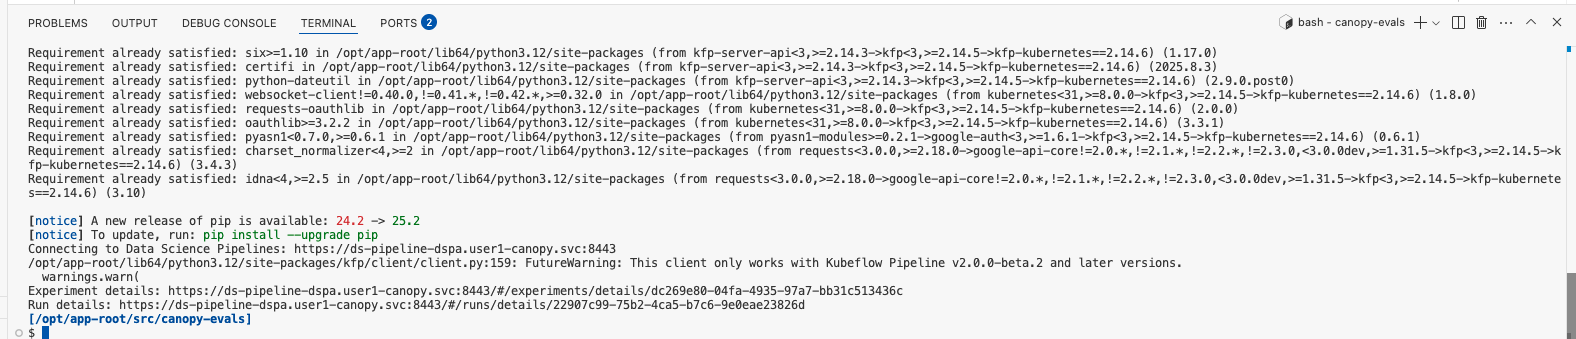 PROBLEMS OUTPUT DEBUG CONSOLE TERMINAL PORTS 2 bash - canopy-evals
Requirement already satisfied: six>=1.10 in /opt/app-root/lib64/python3.12/site-packages (from kfp-server-api<3,>=2.14.3->kfp<3,>=2.14.5->kfp-kubernetes==2.14.6) (1.17.0)
Requirement already satisfied: certifi in /opt/app-root/lib64/python3.12/site-packages (from kfp-server-api<3,>=2.14.3->kfp<3,>=2.14.5->kfp-kubernetes==2.14.6) (2025.8.3)
Requirement already satisfied: python-dateutil in /opt/app-root/lib64/python3.12/site-packages (from kfp-server-api<3,>=2.14.3->kfp<3,>=2.14.5->kfp-kubernetes==2.14.6) (2.9.0.post0)
Requirement already satisfied: websocket-client!=0.40.0,!=0.41.*,!=0.42.*,>=0.32.0 in /opt/app-root/lib64/python3.12/site-packages (from kubernetes<31,>=8.0.0->kfp<3,>=2.14.5->kfp-kubernetes==2.14.6) (1.8.0)
Requirement already satisfied: requests-oauthlib in /opt/app-root/lib64/python3.12/site-packages (from kubernetes<31,>=8.0.0->kfp<3,>=2.14.5->kfp-kubernetes==2.14.6) (2.0.0)
Requirement already satisfied: oauthlib>=3.2.2 in /opt/app-root/lib64/python3.12/site-packages (from kubernetes<31,>=8.0.0->kfp<3,>=2.14.5->kfp-kubernetes==2.14.6) (3.3.1)
Requirement already satisfied: pyasn1<0.7.0,>=0.6.1 in /opt/app-root/lib64/python3.12/site-packages (from pyasn1-modules>=0.2.1->google-auth<3,>=1.6.1->kfp<3,>=2.14.5->kfp-kubernetes==2.14.6) (0.6.1)
Requirement already satisfied: charset_normalizer<4,>=2 in /opt/app-root/lib64/python3.12/site-packages (from requests<3.0.0,>=2.18.0->google-api-core!=2.0.*,!=2.1.*,!=2.2.*,!=2.3.0,<3.0.0dev,>=1.31.5->kfp<3,>=2.14.5->k
fp-kubernetes==2.14.6) (3.4.3)
Requirement already satisfied: idna<4,>=2.5 in /opt/app-root/lib64/python3.12/site-packages (from requests<3.0.0,>=2.18.0->google-api-core!=2.0.*,!=2.1.*,!=2.2.*,!=2.3.0,<3.0.0dev,>=1.31.5->kfp<3,>=2.14.5->kfp-kubernete
s==2.14.6) (3.10)
[notice] A new release of pip is available: 24.2 -> 25.2
[notice] To update, run: pip install --upgrade pip
Connecting to Data Science Pipelines: https://ds-pipeline-dspa.user1-canopy.svc:8443
/opt/app-root/lib64/python3.12/site-packages/kfp/client/client.py:159: FutureWarning: This client only works with Kubeflow Pipeline v2.0.0-beta.2 and later versions.
  warnings.warn(
Experiment details: https://ds-pipeline-dspa.user1-canopy.svc:8443/#/experiments/details/dc269e80-04fa-4935-97a7-bb31c513436c
Run details: https://ds-pipeline-dspa.user1-canopy.svc:8443/#/runs/details/22907c99-75b2-4ca5-b7c6-9e0eae23826d
[/opt/app-root/src/canopy-evals]
$